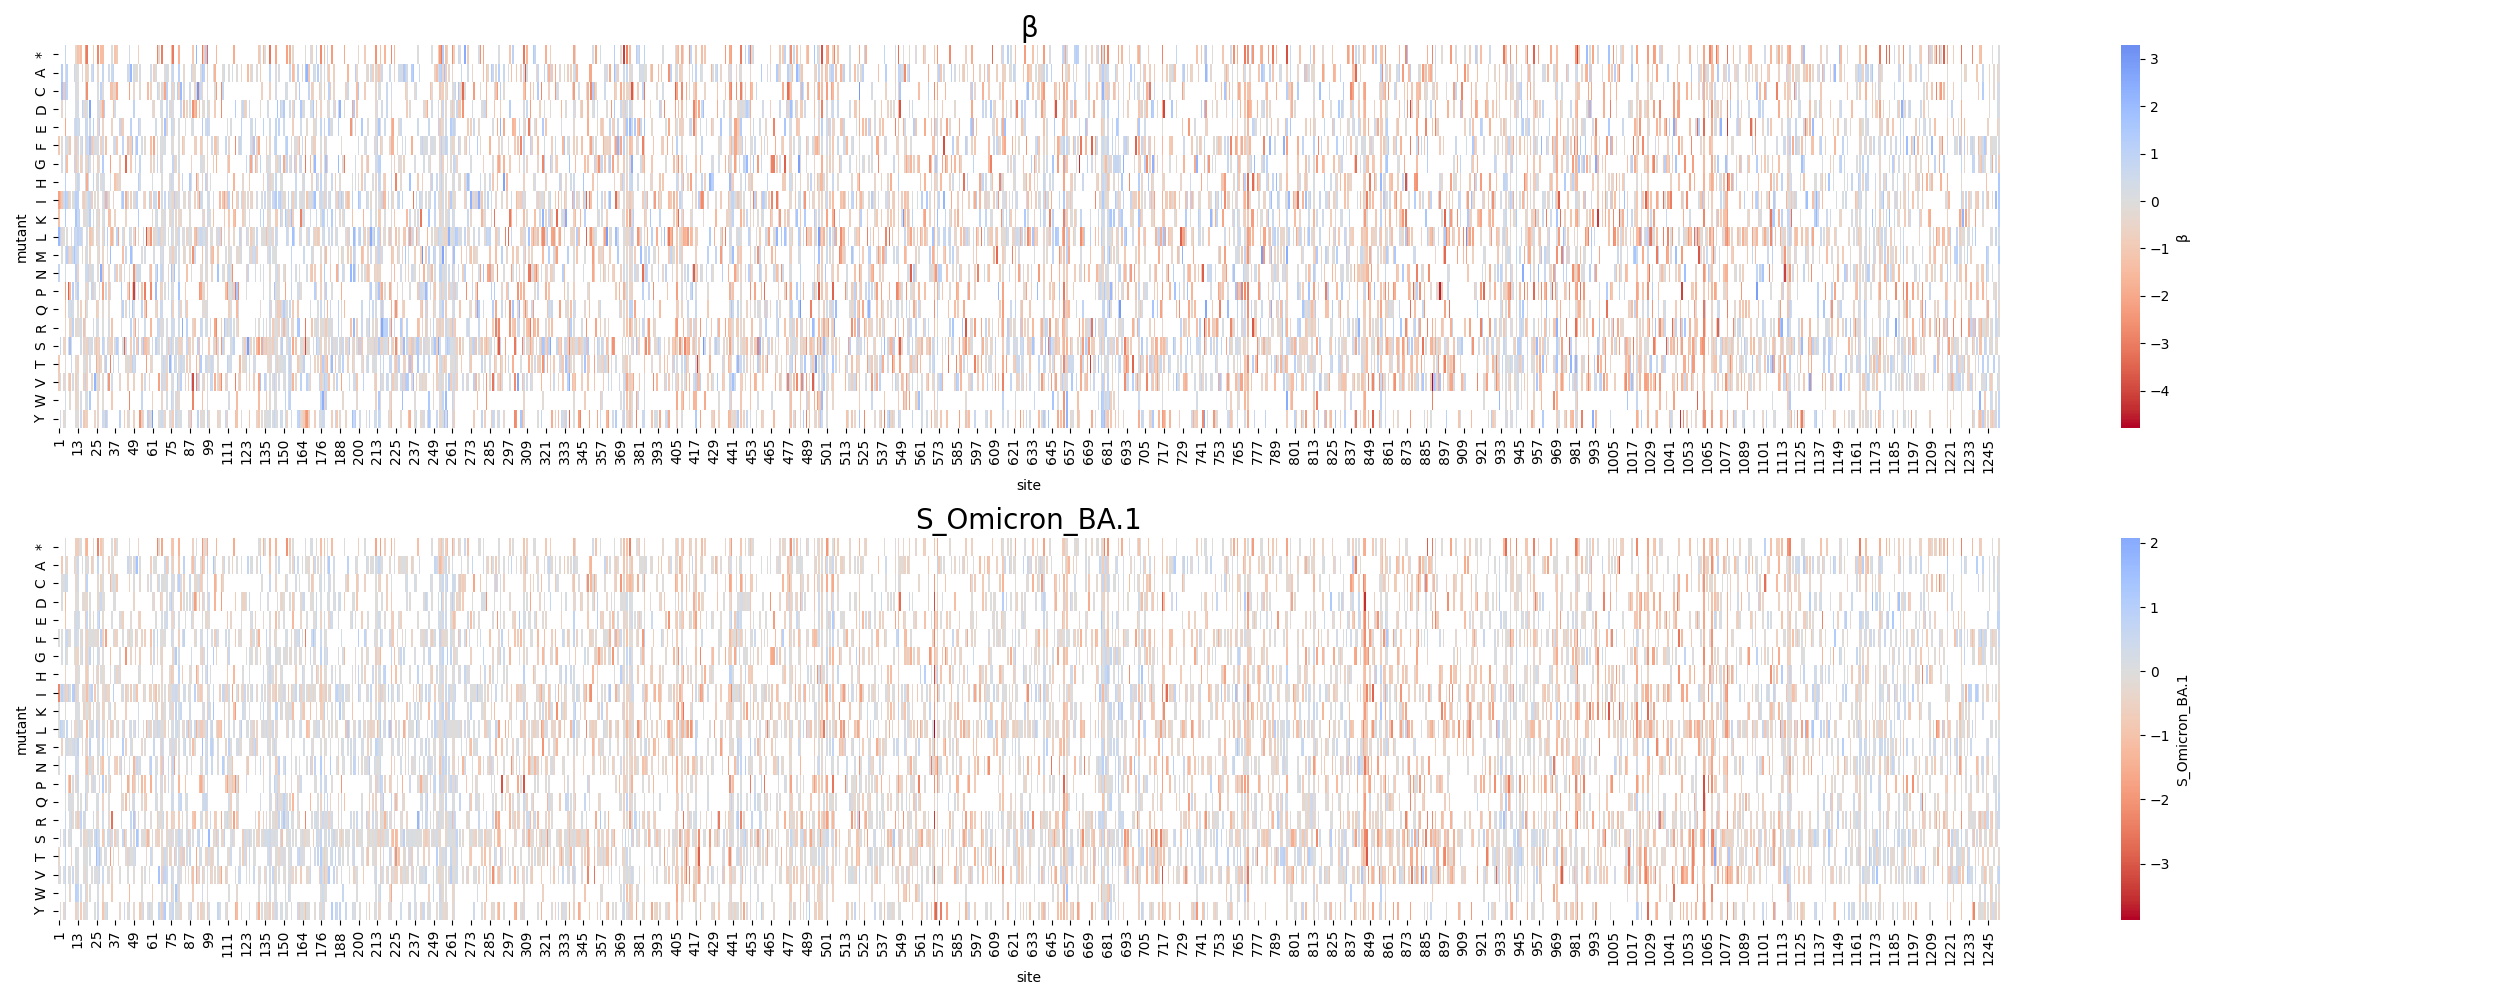 β
mutant
* A C D E F G H I K L M N P Q R S T V W Y
1 13 25 37 49 61 75 87 99 111 123 135 150 164 176 188 200 213 225 237 249 261 273 285 297 309 321 333 345 357 369 381 393 405 417 429 441 453 465 477 489 501 513 525 537 549 561 573 585 597 609 621 633 645 657 669 681 693 705 717 729 741 753 765 777 789 801 813 825 837 849 861 873 885 897 909 921 933 945 957 969 981 993 1005 1017 1029 1041 1053 1065 1077 1089 1101 1113 1125 1137 1149 1161 1173 1185 1197 1209 1221 1233 1245
site
3
2
1
0
−1
−2
−3
−4
β
S_Omicron_BA.1
mutant
* A C D E F G H I K L M N P Q R S T V W Y
1 13 25 37 49 61 75 87 99 111 123 135 150 164 176 188 200 213 225 237 249 261 273 285 297 309 321 333 345 357 369 381 393 405 417 429 441 453 465 477 489 501 513 525 537 549 561 573 585 597 609 621 633 645 657 669 681 693 705 717 729 741 753 765 777 789 801 813 825 837 849 861 873 885 897 909 921 933 945 957 969 981 993 1005 1017 1029 1041 1053 1065 1077 1089 1101 1113 1125 1137 1149 1161 1173 1185 1197 1209 1221 1233 1245
site
2
1
0
−1
−2
−3
S_Omicron_BA.1